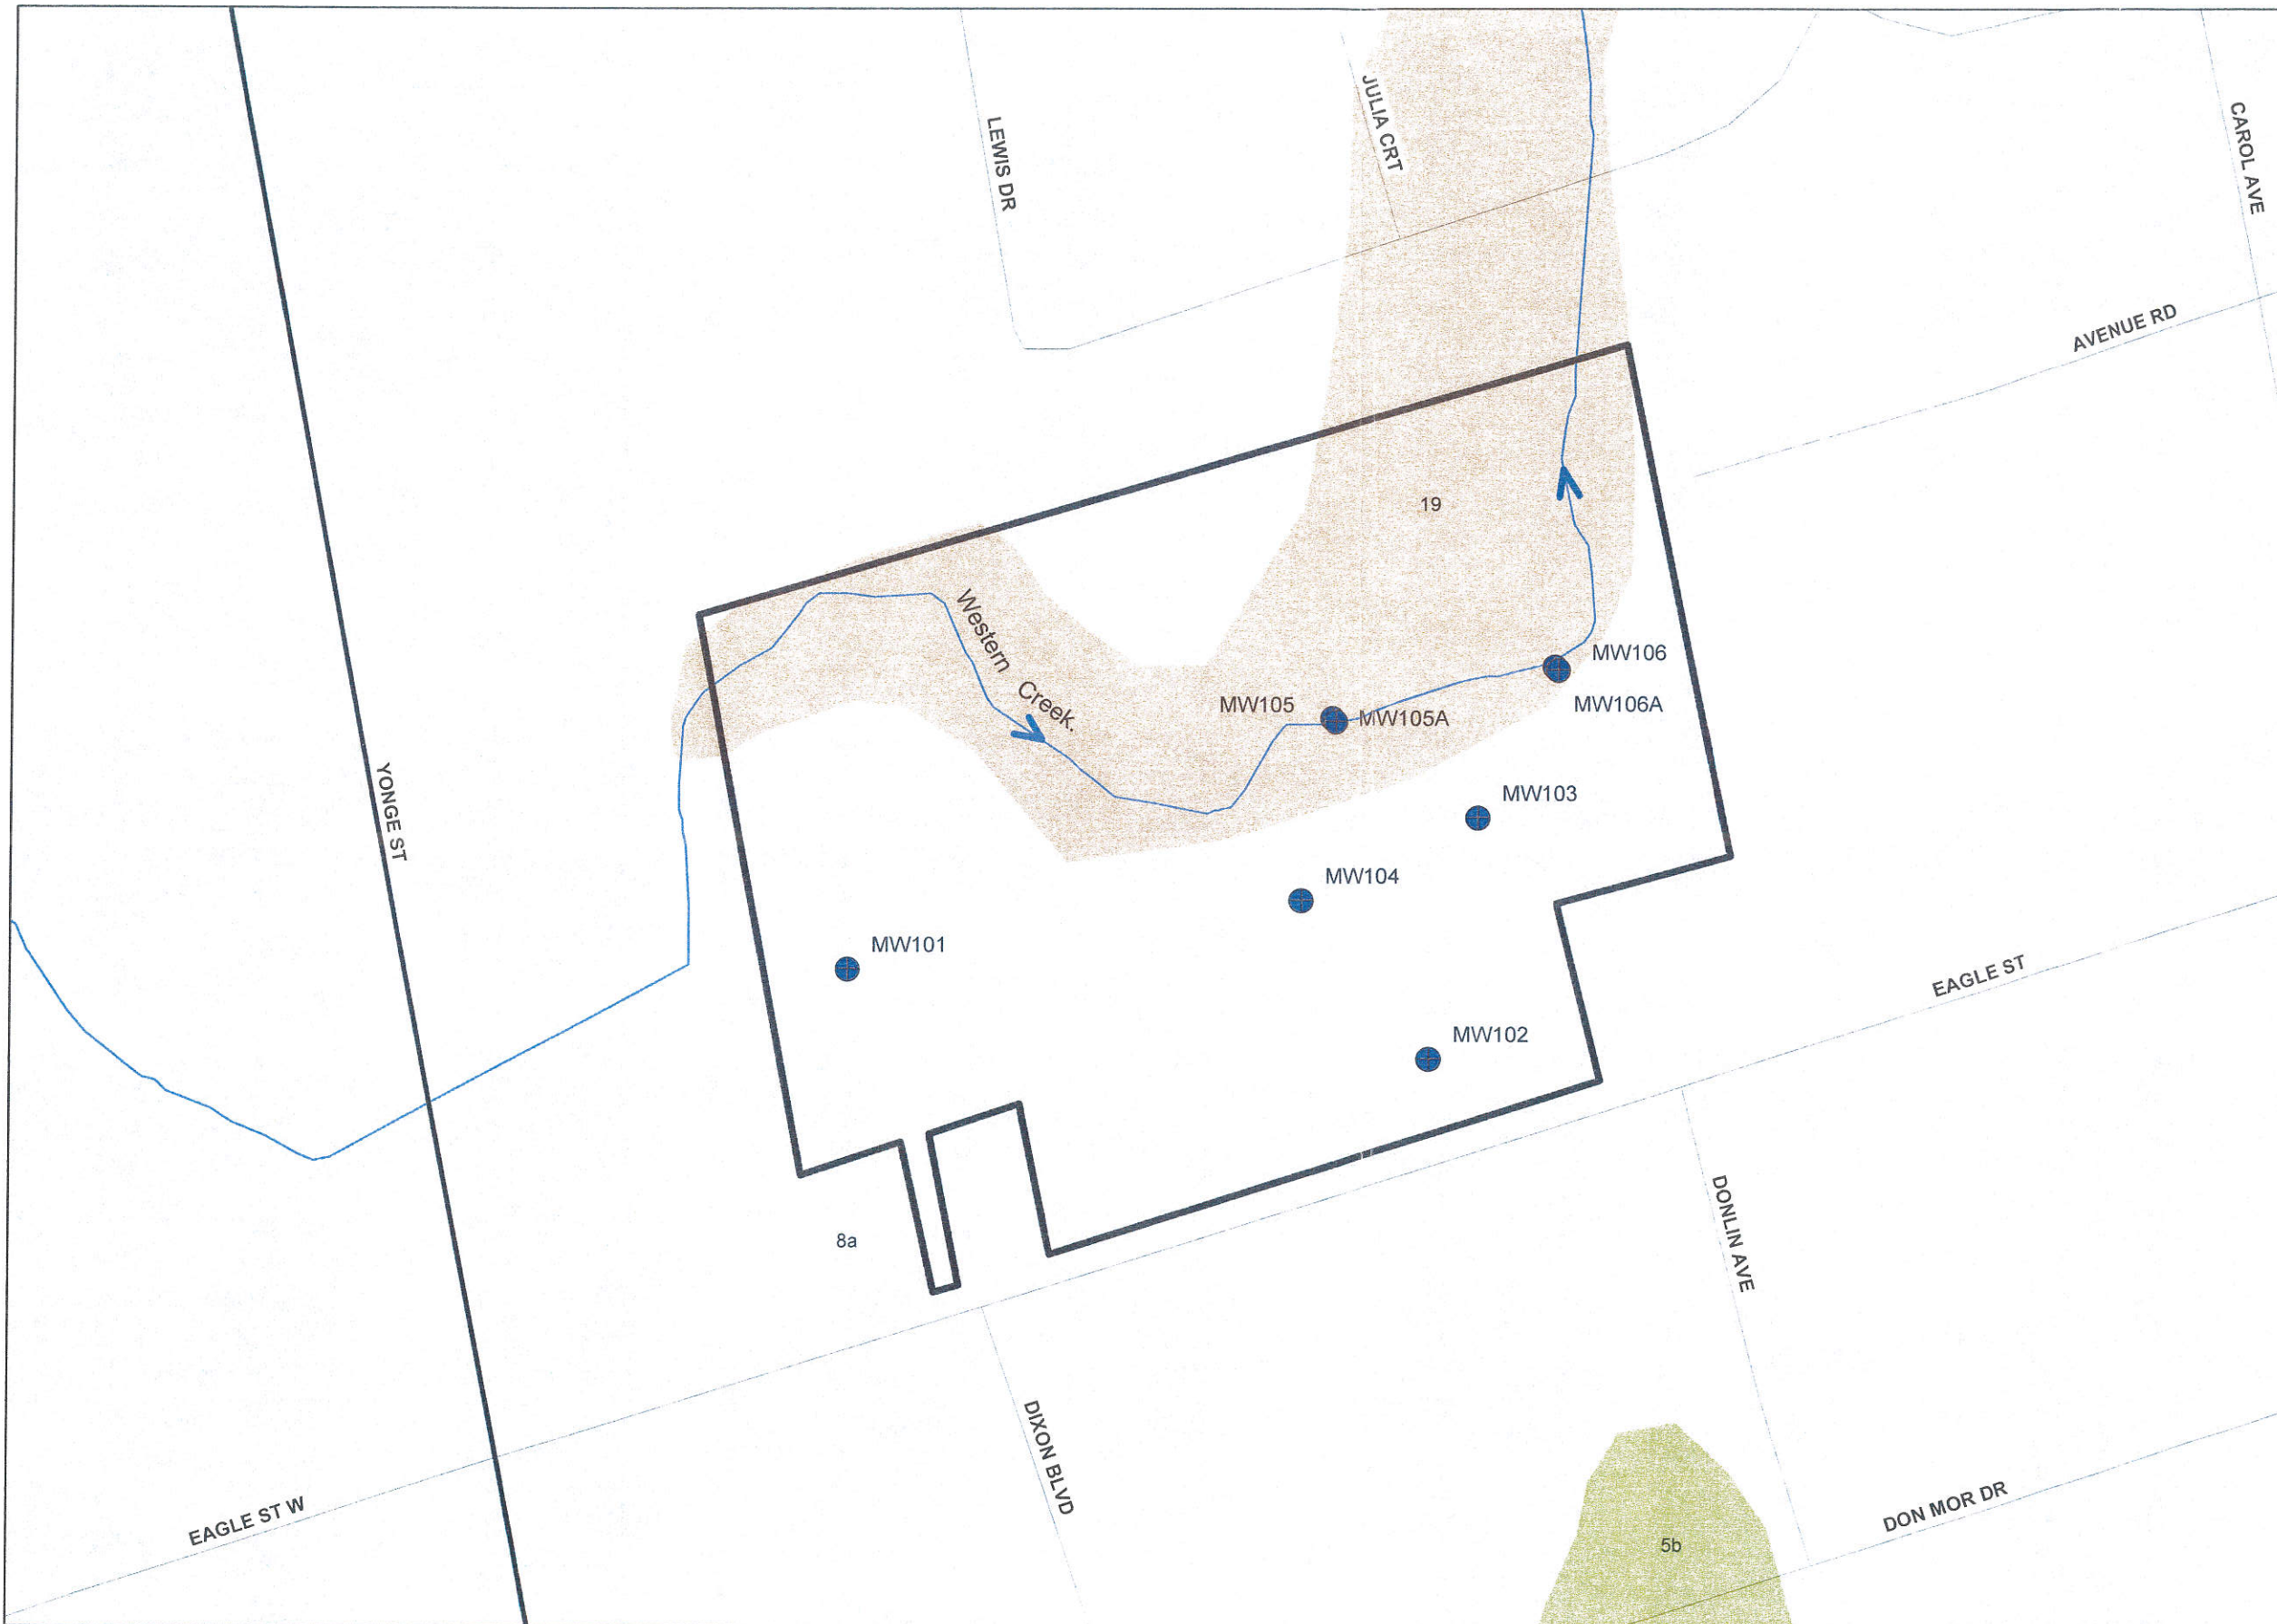 JULIA CRT
LEWIS DR
CAROL AVE
AVENUE RD
19
Western
Creek.
MW106
MW105
MW106A
MW105A
MW103
YONGE ST
MW104
MW101
EAGLE ST
MW102
8a
DONLIN AVE
DIXON BLVD
EAGLE ST W
DON MOR DR
5b